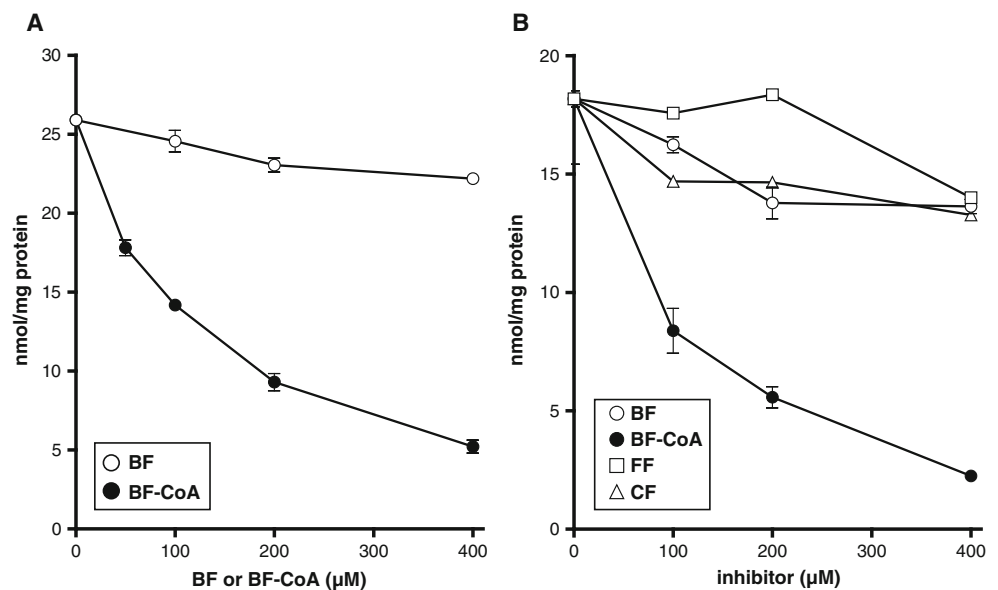 A
30
25
20
15
10
5
0
nmol/mg protein
BF
BF-CoA
0 100 200 300 400
BF or BF-CoA (µM)
B
20
15
10
5
0
nmol/mg protein
BF
BF-CoA
FF
CF
0 100 200 300 400
inhibitor (µM)